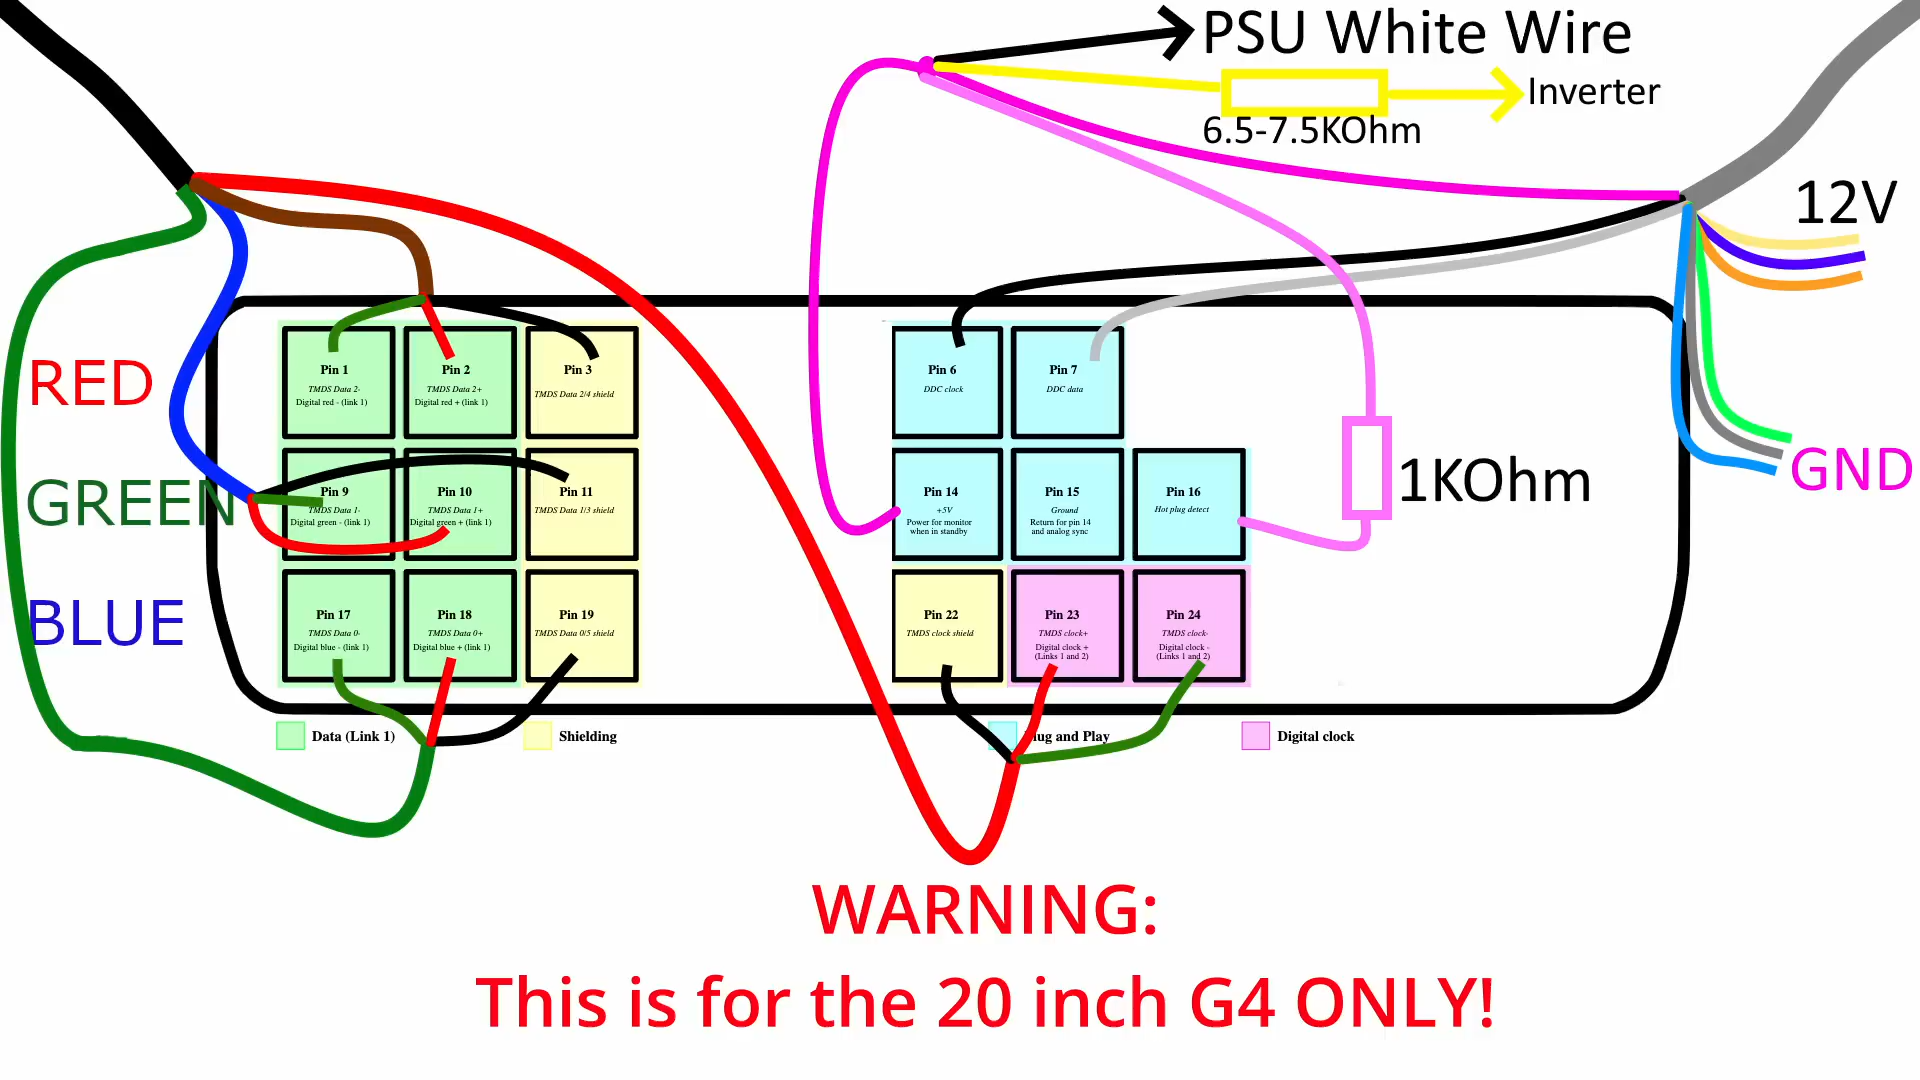 PSU White Wire
Inverter
6.5-7.5KOhm
12V
RED
GREEN
BLUE
Pin 1
TMDS Data 2-
Digital red - (link 1)
Pin 2
TMDS Data 2+
Digital red + (link 1)
Pin 3
TMDS Data 2/4 shield
Pin 9
TMDS Data 1-
Digital green - (link 1)
Pin 10
TMDS Data 1+
Digital green + (link 1)
Pin 11
TMDS Data 1/3 shield
Pin 17
TMDS Data 0-
Digital blue - (link 1)
Pin 18
TMDS Data 0+
Digital blue + (link 1)
Pin 19
TMDS Data 0/5 shield
Pin 6
DDC clock
Pin 7
DDC data
Pin 14
+5V
Power for monitor
when in standby
Pin 15
Ground
Return for pin 14
and analog sync
Pin 16
Hot plug detect
Pin 22
TMDS clock shield
Pin 23
TMDS clock+
Digital clock +
(Links 1 and 2)
Pin 24
TMDS clock-
Digital clock -
(Links 1 and 2)
1KOhm
GND
Data (Link 1)
Shielding
Plug and Play
Digital clock
WARNING:
This is for the 20 inch G4 ONLY!